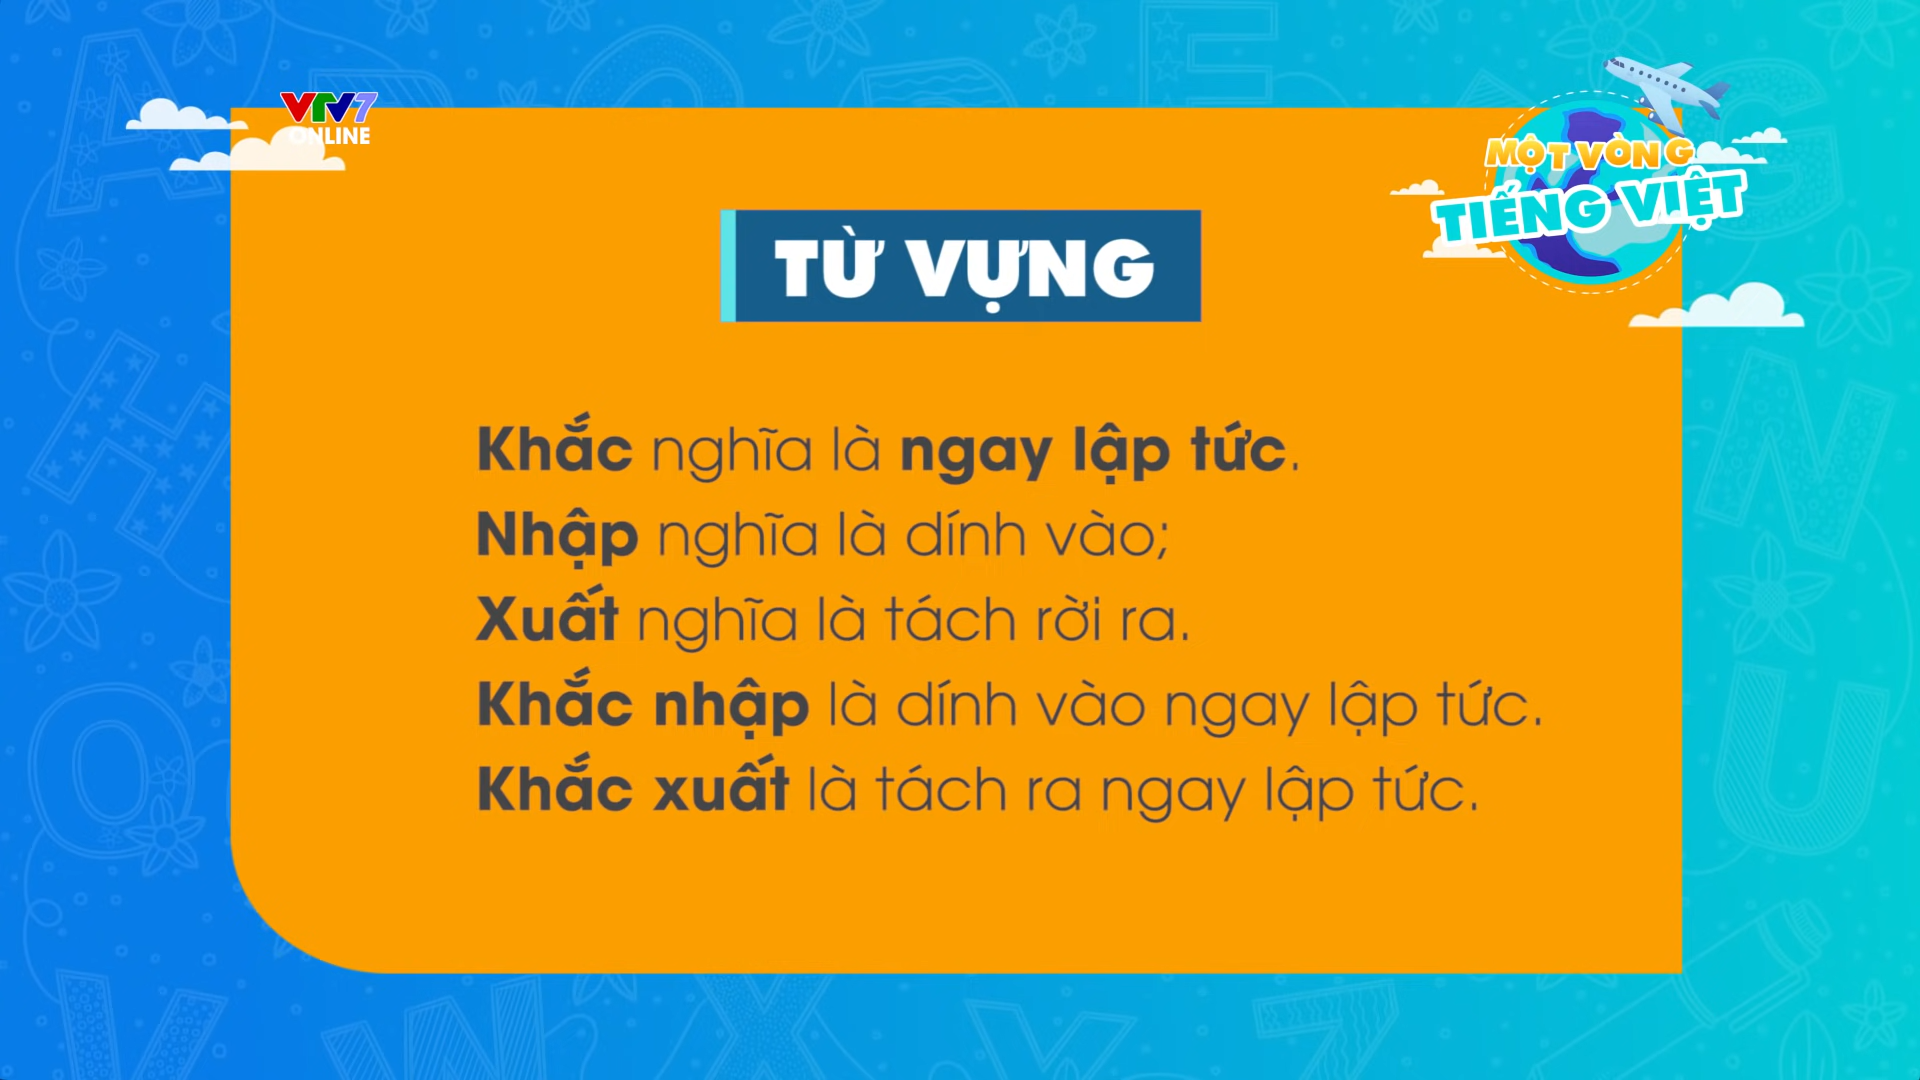 VTV7
ONLINE
MỘT VÒNG
TIẾNG VIỆT
TỪ VỰNG
Khắc nghĩa là ngay lập tức.
Nhập nghĩa là dính vào;
Xuất nghĩa là tách rời ra.
Khắc nhập là dính vào ngay lập tức.
Khắc xuất là tách ra ngay lập tức.